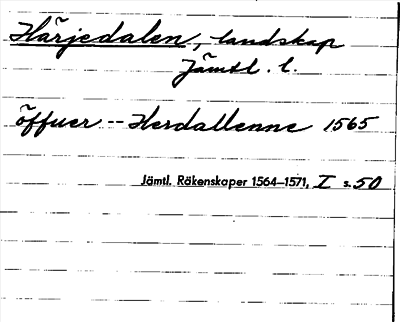 Härjedalen, landskap
Jämtl. l.
öffuer -- Herdallenne 1565
Jämtl. Räkenskaper 1564–1571, I s. 50